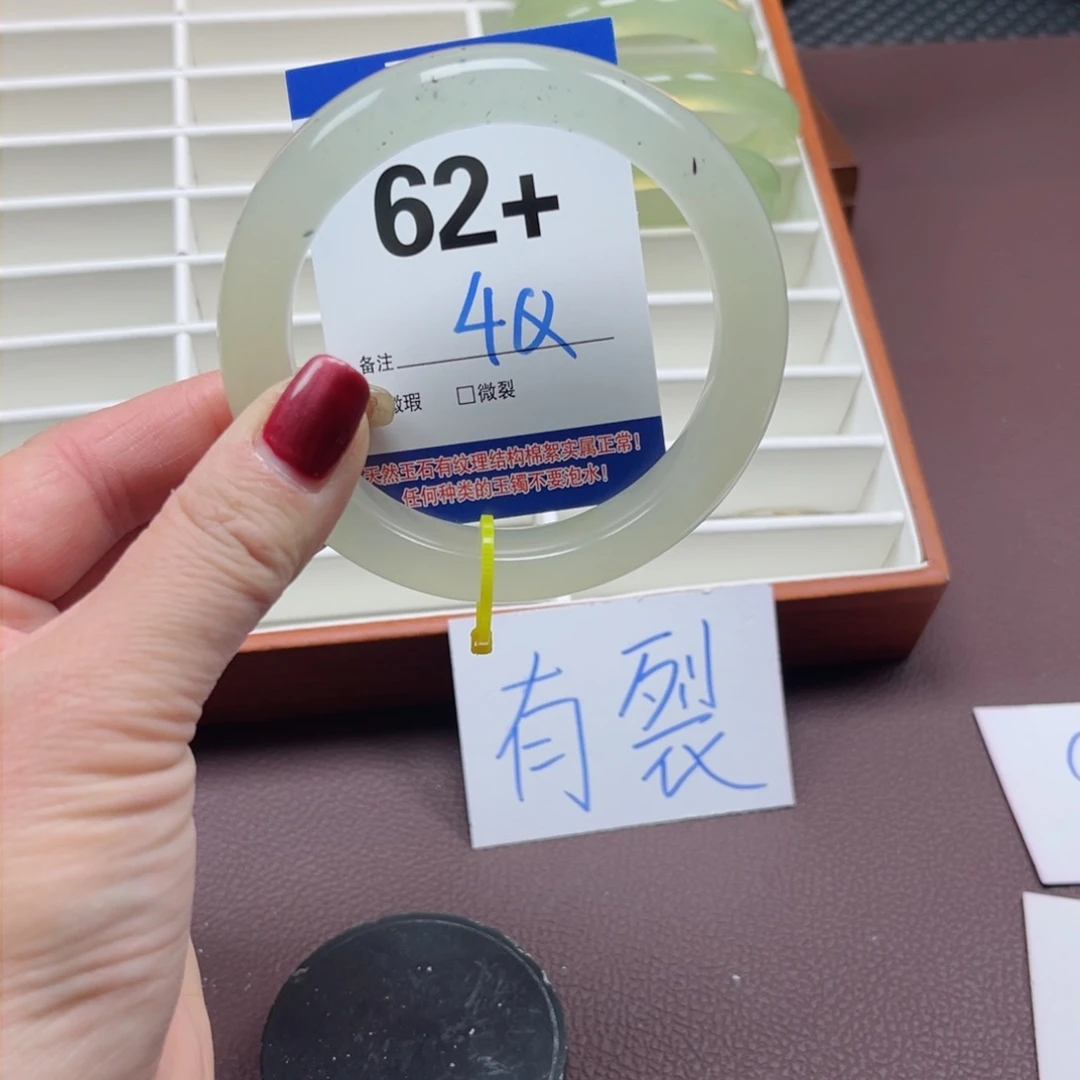 62+
4Q
备注
微瑕 □微裂
天然玉石有纹理结构棉絮实属正常!
任何种类的玉镯不要泡水!
有裂